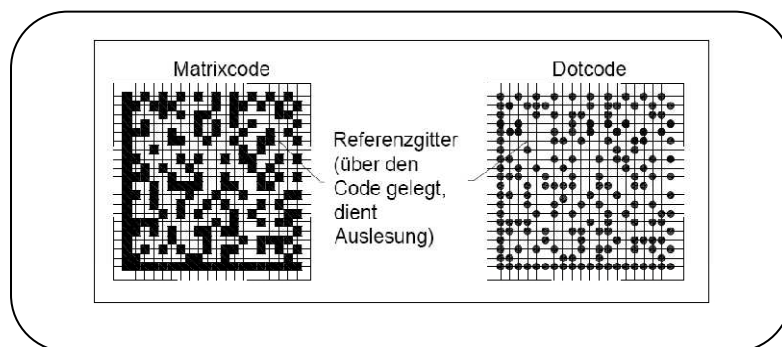 Matrixcode
Dotcode
Referenzgitter
(über den
Code gelegt,
dient
Auslesung)